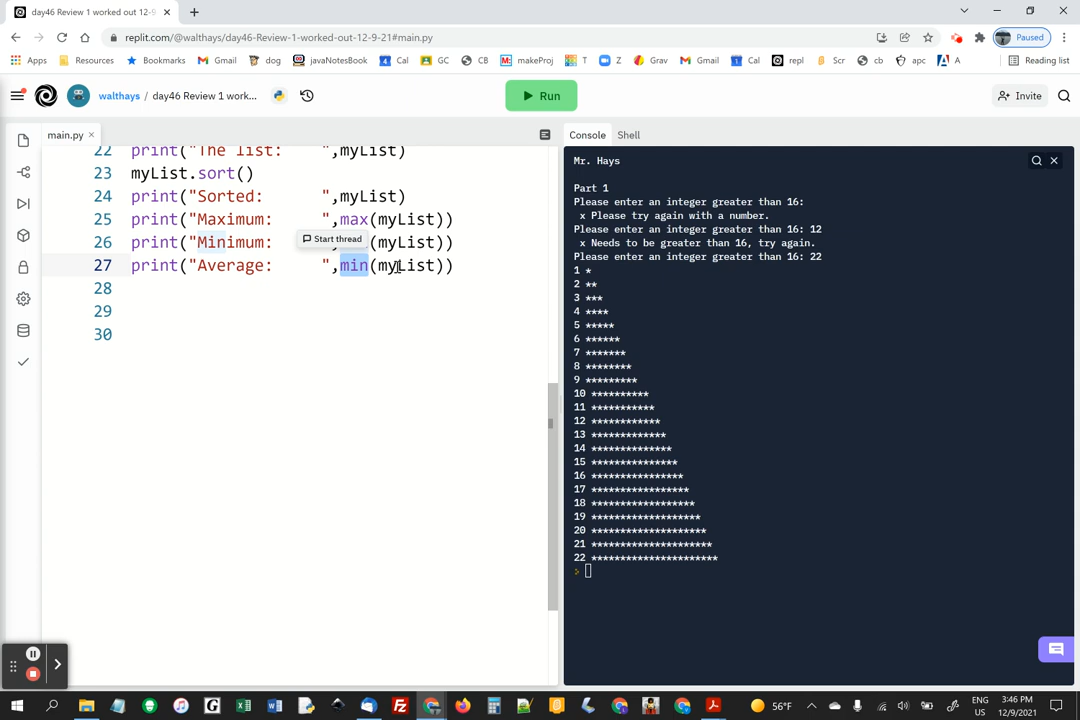 day46 Review 1 worked out 12-9-
replit.com/@walthays/day46-Review-1-worked-out-12-9-21#main.py
Paused
Apps Resources Bookmarks Gmail dog javaNotesBook Cal GC CB makeProj T Z Grav Gmail Cal repl Scr cb apc A Reading list
walthays / day46 Review 1 work... Run Invite
main.py Console Shell
22 print("The list:     ",myList)
23 myList.sort()
24 print("Sorted:      ",myList)
25 print("Maximum:     ",max(myList))
26 print("Minimum:     ", (myList))
Start thread
27 print("Average:     ",min(myList))
28
29
30
Mr. Hays
Part 1
Please enter an integer greater than 16:
x Please try again with a number.
Please enter an integer greater than 16: 12
x Needs to be greater than 16, try again.
Please enter an integer greater than 16: 22
1 *
2 **
3 ***
4 ****
5 *****
6 ******
7 *******
8 ********
9 *********
10 **********
11 ***********
12 ************
13 *************
14 **************
15 ***************
16 ****************
17 *****************
18 ******************
19 *******************
20 ********************
21 *********************
22 **********************
>
56°F ENG 3:46 PM
US 12/9/2021